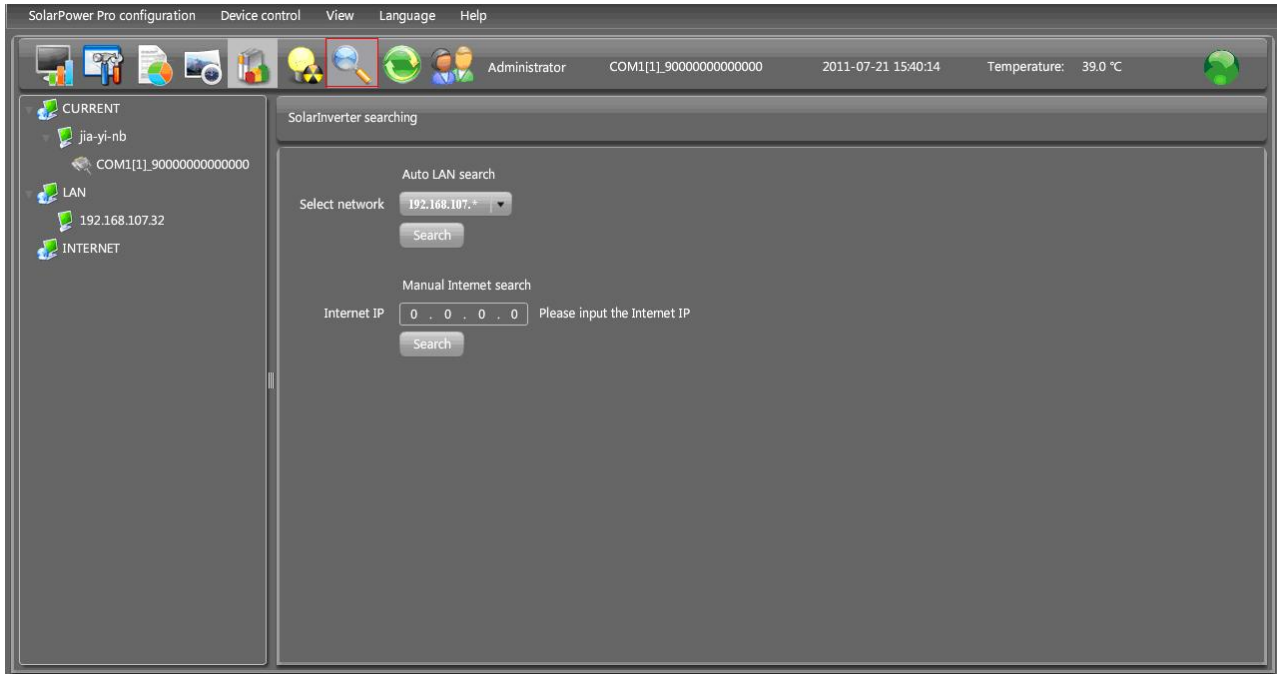 SolarPower Pro configuration Device control View Language Help
Administrator COM1[1]_90000000000000 2011-07-21 15:40:14 Temperature: 39.0 ℃
CURRENT
jia-yi-nb
COM1[1]_90000000000000
LAN
192.168.107.32
INTERNET
SolarInverter searching
Auto LAN search
Select network 192.168.107.*
Search
Manual Internet search
Internet IP 0 . 0 . 0 . 0 Please input the Internet IP
Search